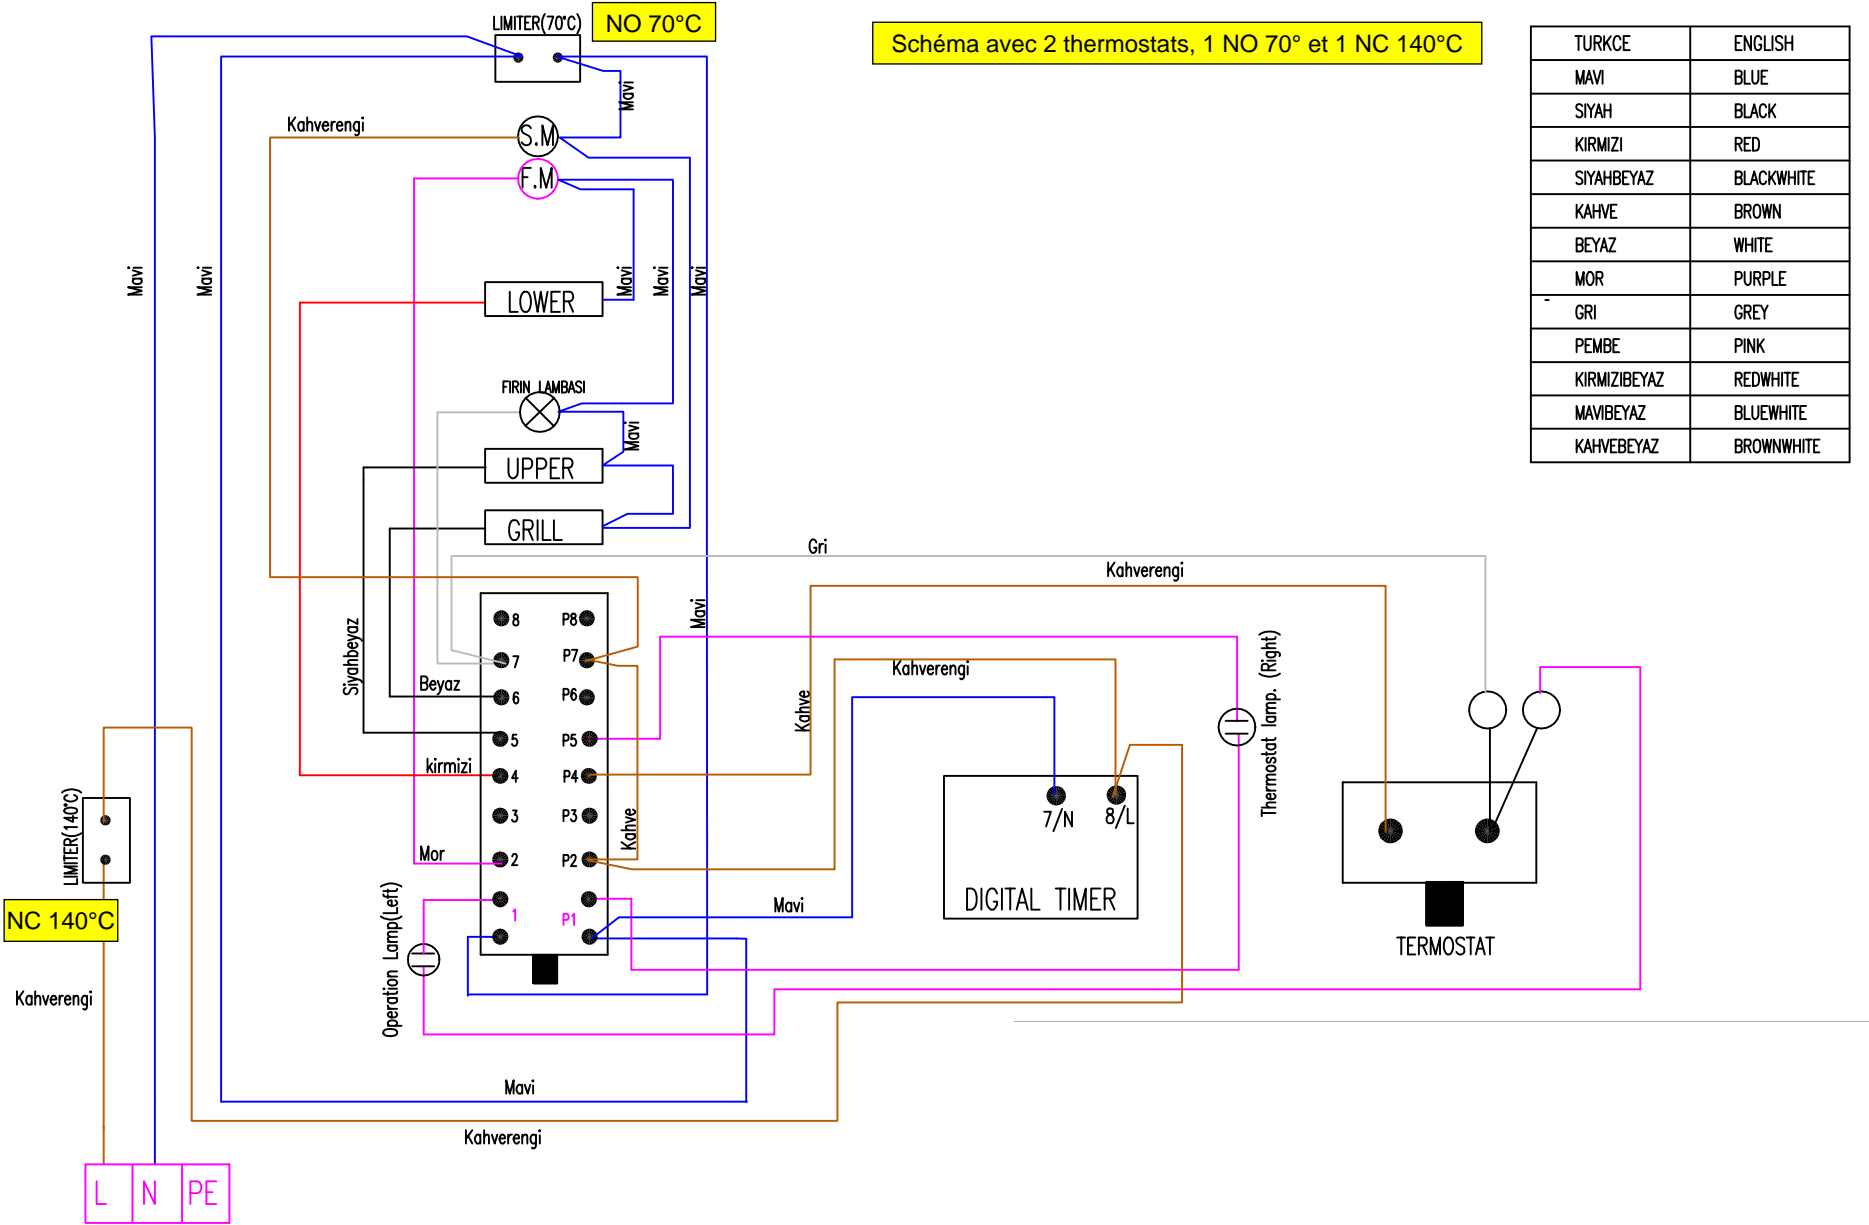 LIMITER(70°C)
NO 70°C
Schéma avec 2 thermostats, 1 NO 70° et 1 NC 140°C
TURKCE ENGLISH
MAVI BLUE
SIYAH BLACK
KIRMIZI RED
SIYAHBEYAZ BLACKWHITE
KAHVE BROWN
BEYAZ WHITE
MOR PURPLE
GRI GREY
PEMBE PINK
KIRMIZIBEYAZ REDWHITE
MAVIBEYAZ BLUEWHITE
KAHVEBEYAZ BROWNWHITE
Mavi
Kahverengi
S.M
F.M
Mavi
Mavi
Mavi
Mavi
Mavi
LOWER
FIRIN LAMBASI
Mavi
UPPER
GRILL
Gri
Kahverengi
Mavi
Siyahbeyaz
8 P8
7 P7
Beyaz
6 P6
5 P5
kirmizi
4 P4
3 P3
Mor
2 P2
1 P1
Kahve
Kahve
Kahverengi
Thermostat lamp. (Right)
7/N 8/L
DIGITAL TIMER
Mavi
TERMOSTAT
LIMITER(140°C)
NC 140°C
Operation Lamp(Left)
Kahverengi
Mavi
Kahverengi
L N PE